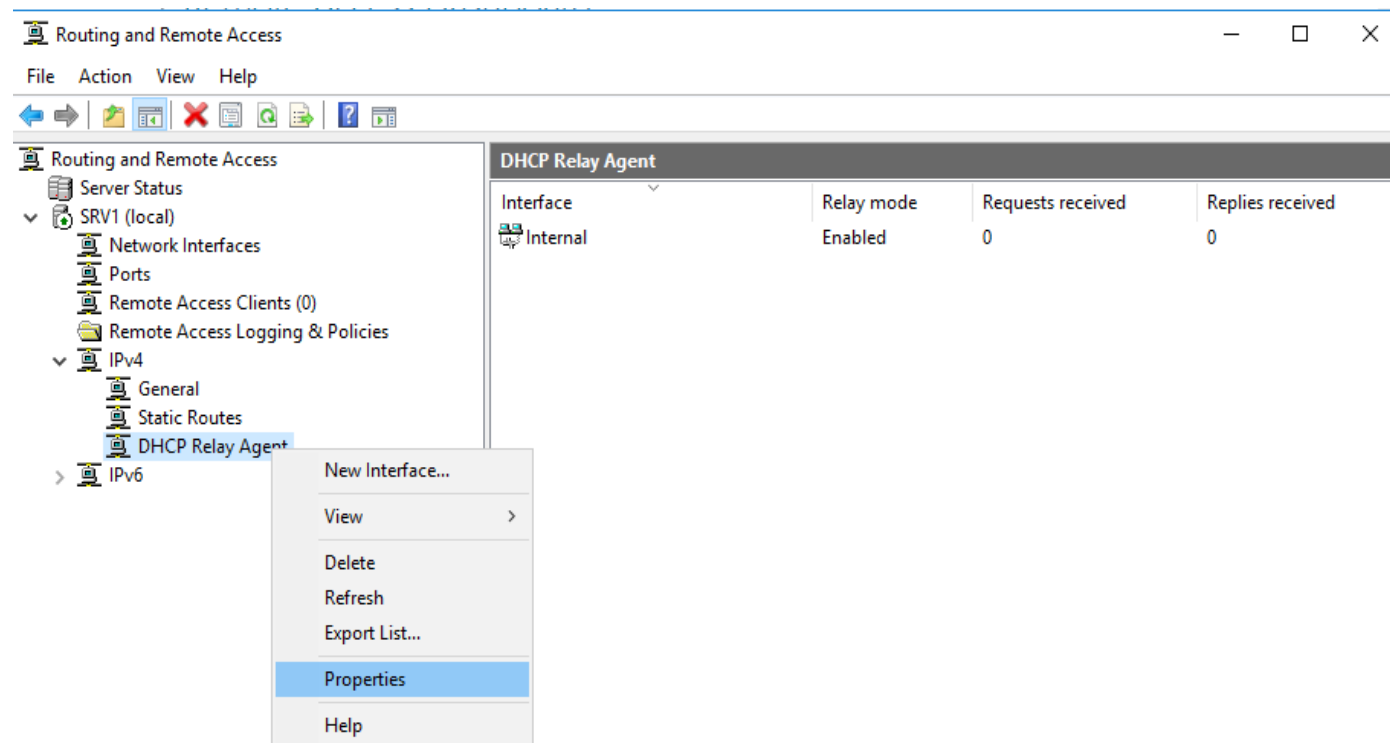 Routing and Remote Access
File Action View Help
Routing and Remote Access
Server Status
SRV1 (local)
Network Interfaces
Ports
Remote Access Clients (0)
Remote Access Logging & Policies
IPv4
General
Static Routes
DHCP Relay Agent
IPv6
DHCP Relay Agent
Interface Relay mode Requests received Replies received
Internal Enabled 0 0
New Interface...
View
Delete
Refresh
Export List...
Properties
Help